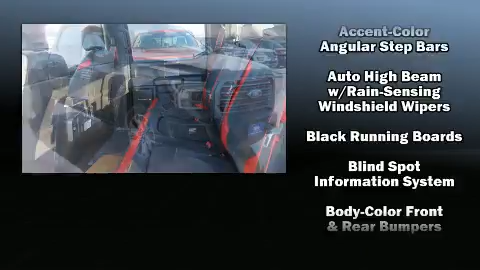 Accent-Color
Angular Step Bars
Auto High Beam
w/Rain-Sensing
Windshield Wipers
Black Running Boards
Blind Spot
Information System
Body-Color Front
& Rear Bumpers